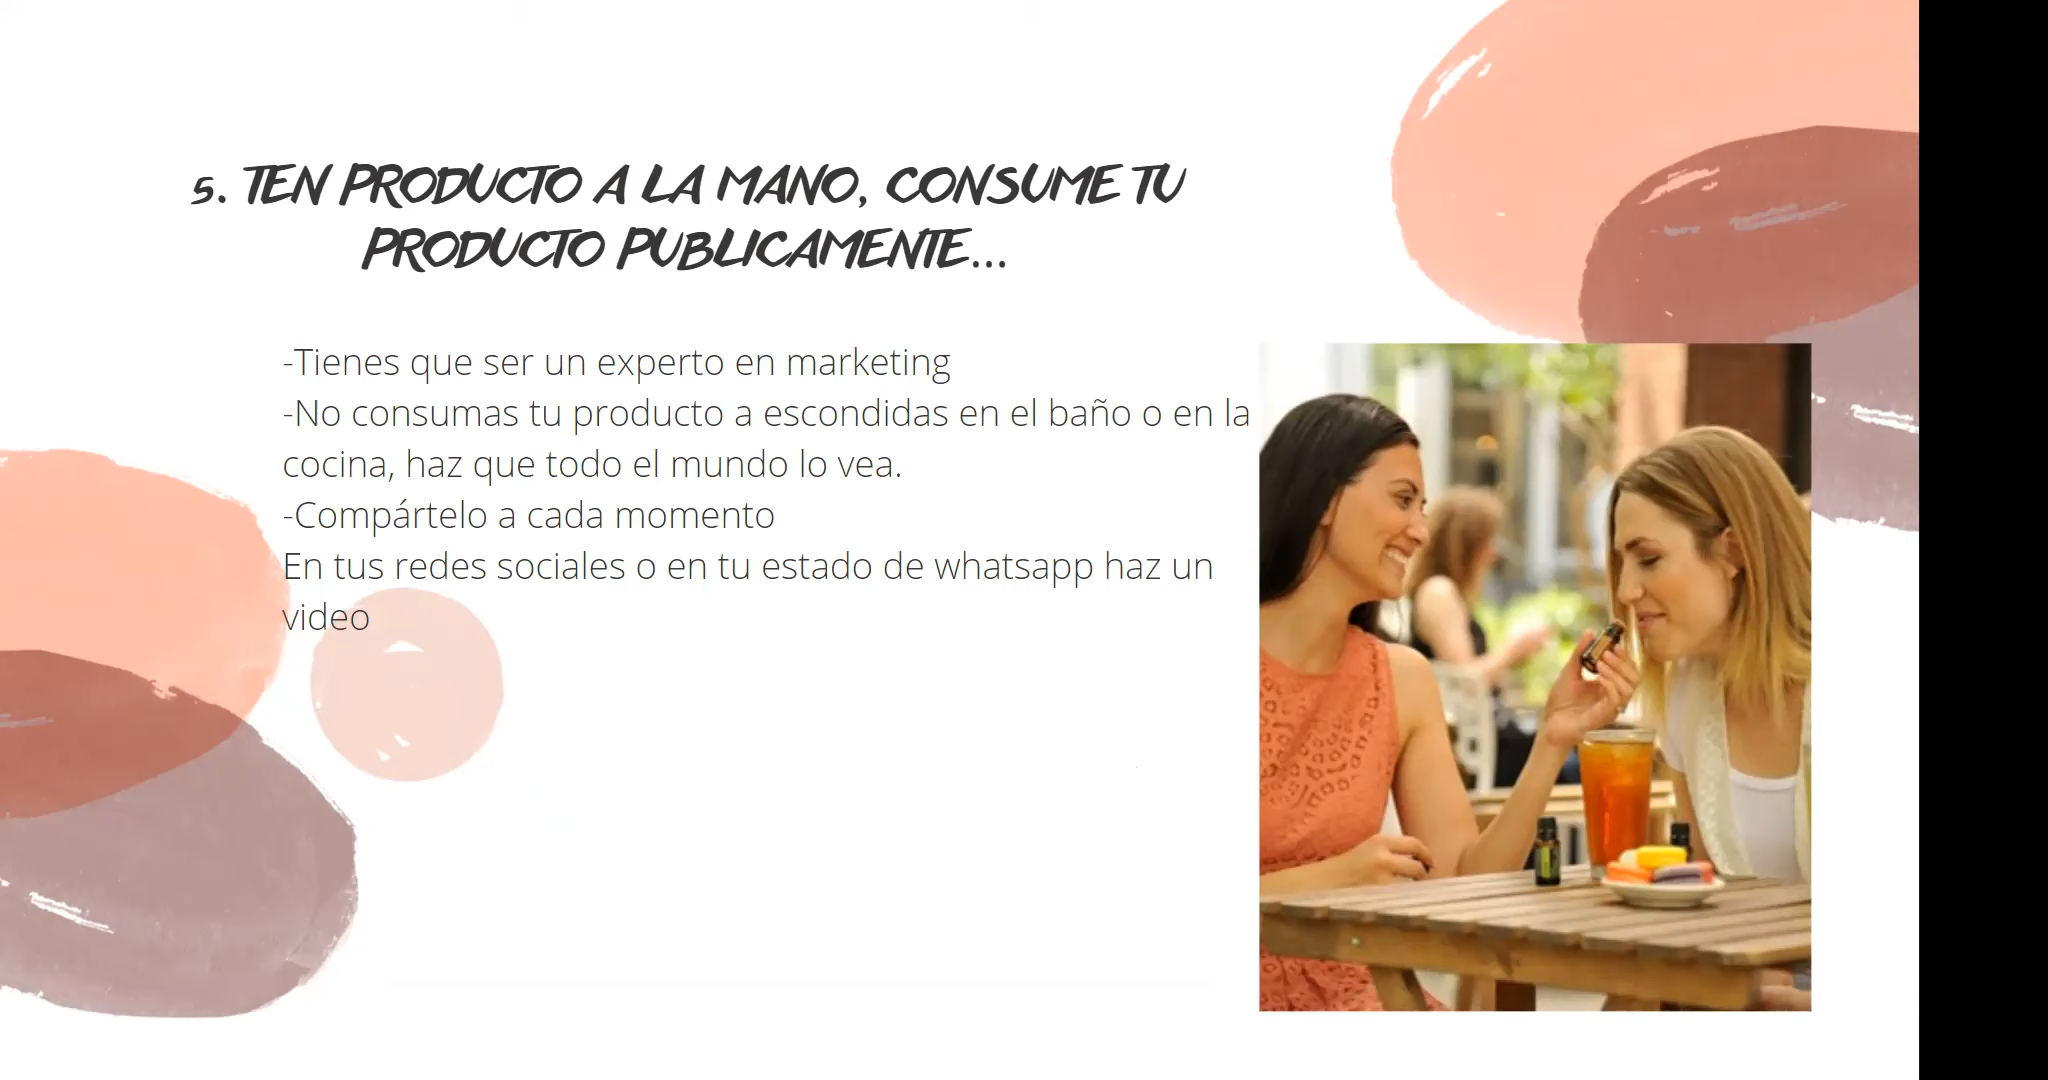 5. TEN PRODUCTO A LA MANO, CONSUME TU
PRODUCTO PUBLICAMENTE...
-Tienes que ser un experto en marketing
-No consumas tu producto a escondidas en el baño o en la
cocina, haz que todo el mundo lo vea.
-Compártelo a cada momento
En tus redes sociales o en tu estado de whatsapp haz un
video